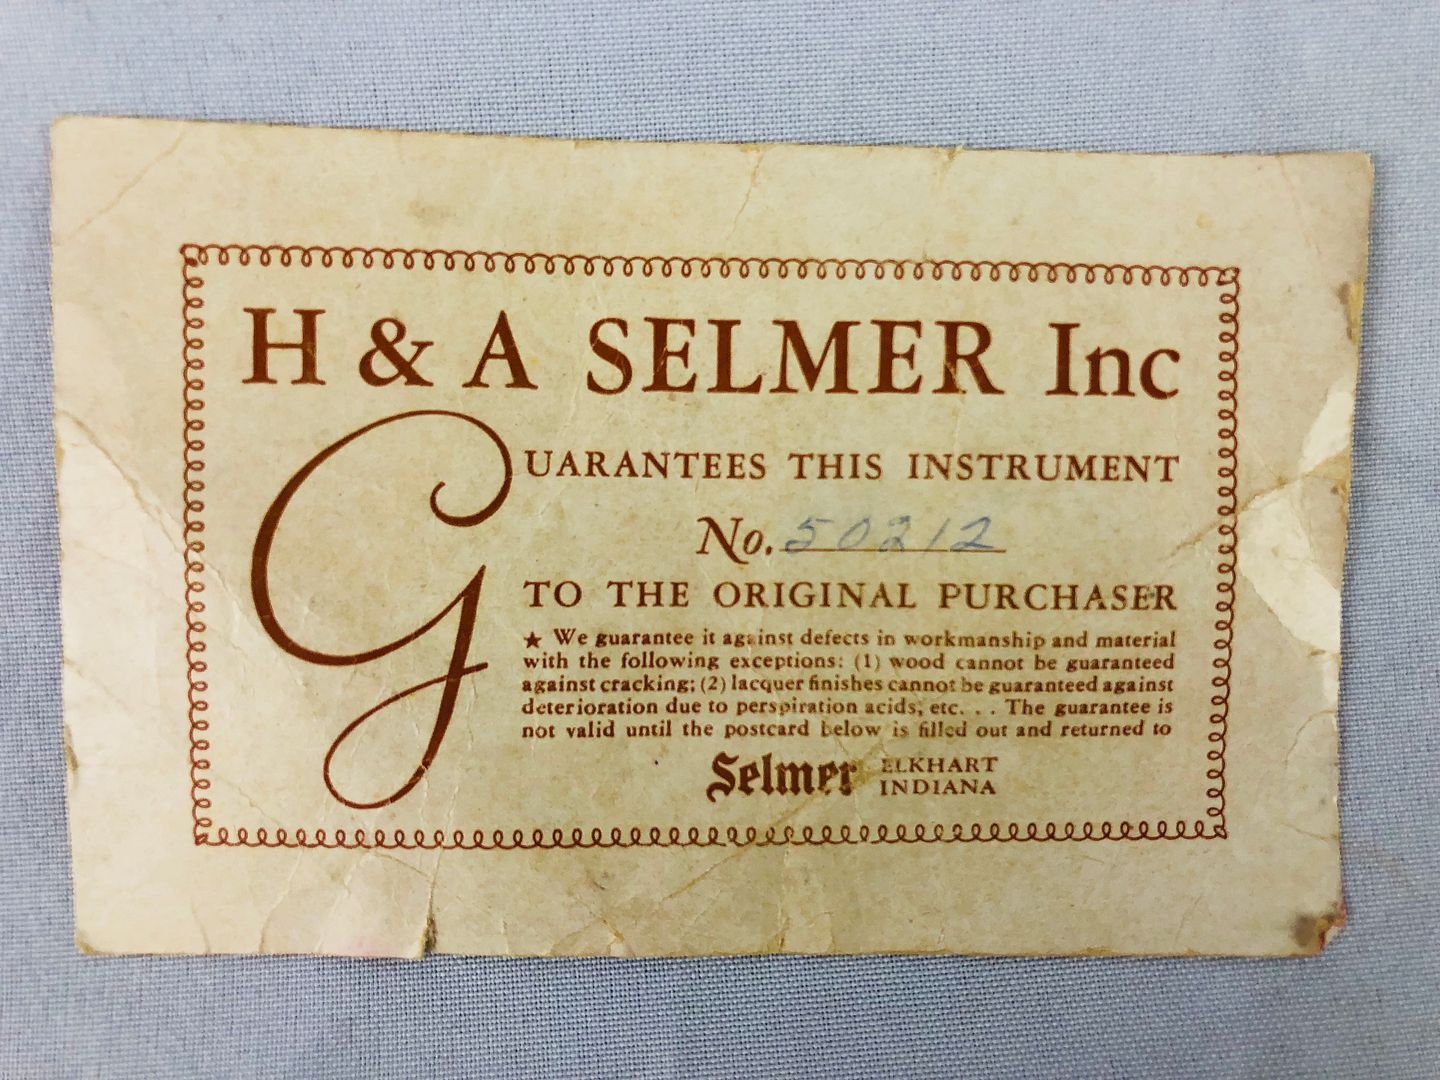 H & A SELMER Inc
GUARANTEES THIS INSTRUMENT
No. 50212
TO THE ORIGINAL PURCHASER
★ We guarantee it against defects in workmanship and material
with the following exceptions: (1) wood cannot be guaranteed
against cracking; (2) lacquer finishes cannot be guaranteed against
deterioration due to perspiration acids, etc. . . The guarantee is
not valid until the postcard below is filled out and returned to
Selmer ELKHART
INDIANA